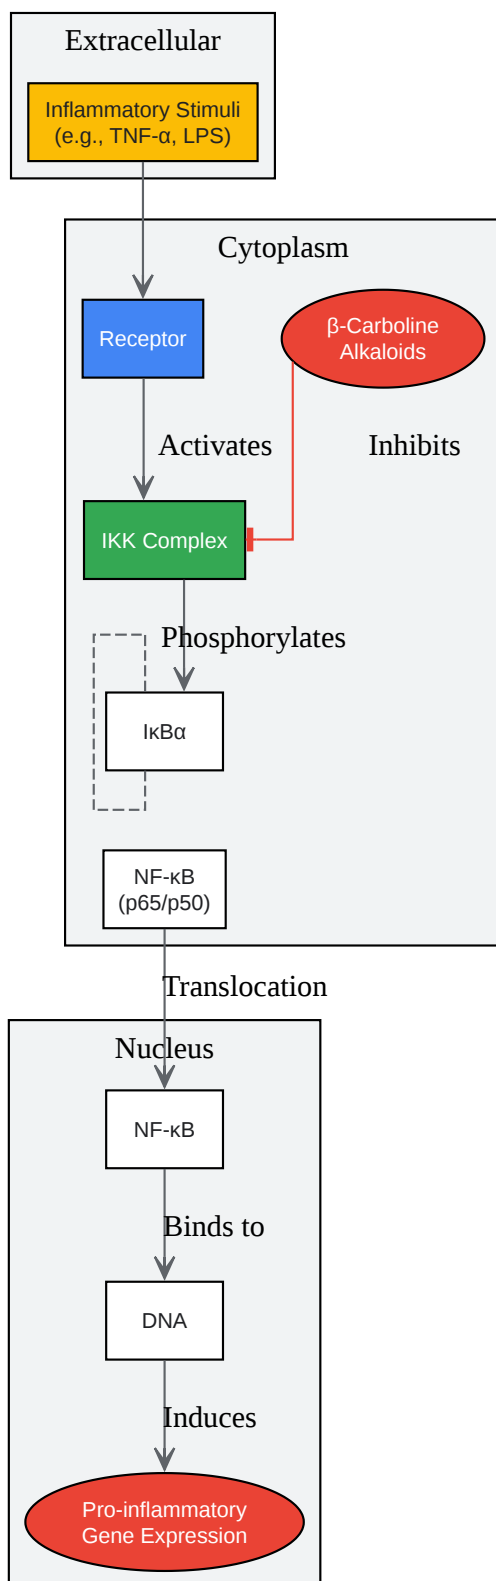 Extracellular
Inflammatory Stimuli
(e.g., TNF-α, LPS)
Cytoplasm
Receptor
β-Carboline
Alkaloids
Activates
Inhibits
IKK Complex
Phosphorylates
IκBα
NF-κB
(p65/p50)
Translocation
Nucleus
NF-κB
Binds to
DNA
Induces
Pro-inflammatory
Gene Expression